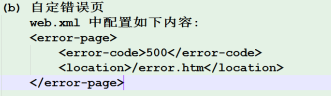 (b) 自定错误页
web.xml 中配置如下内容：
<error-page>
<error-code>500</error-code>
<location>/error.htm</location>
</error-page>